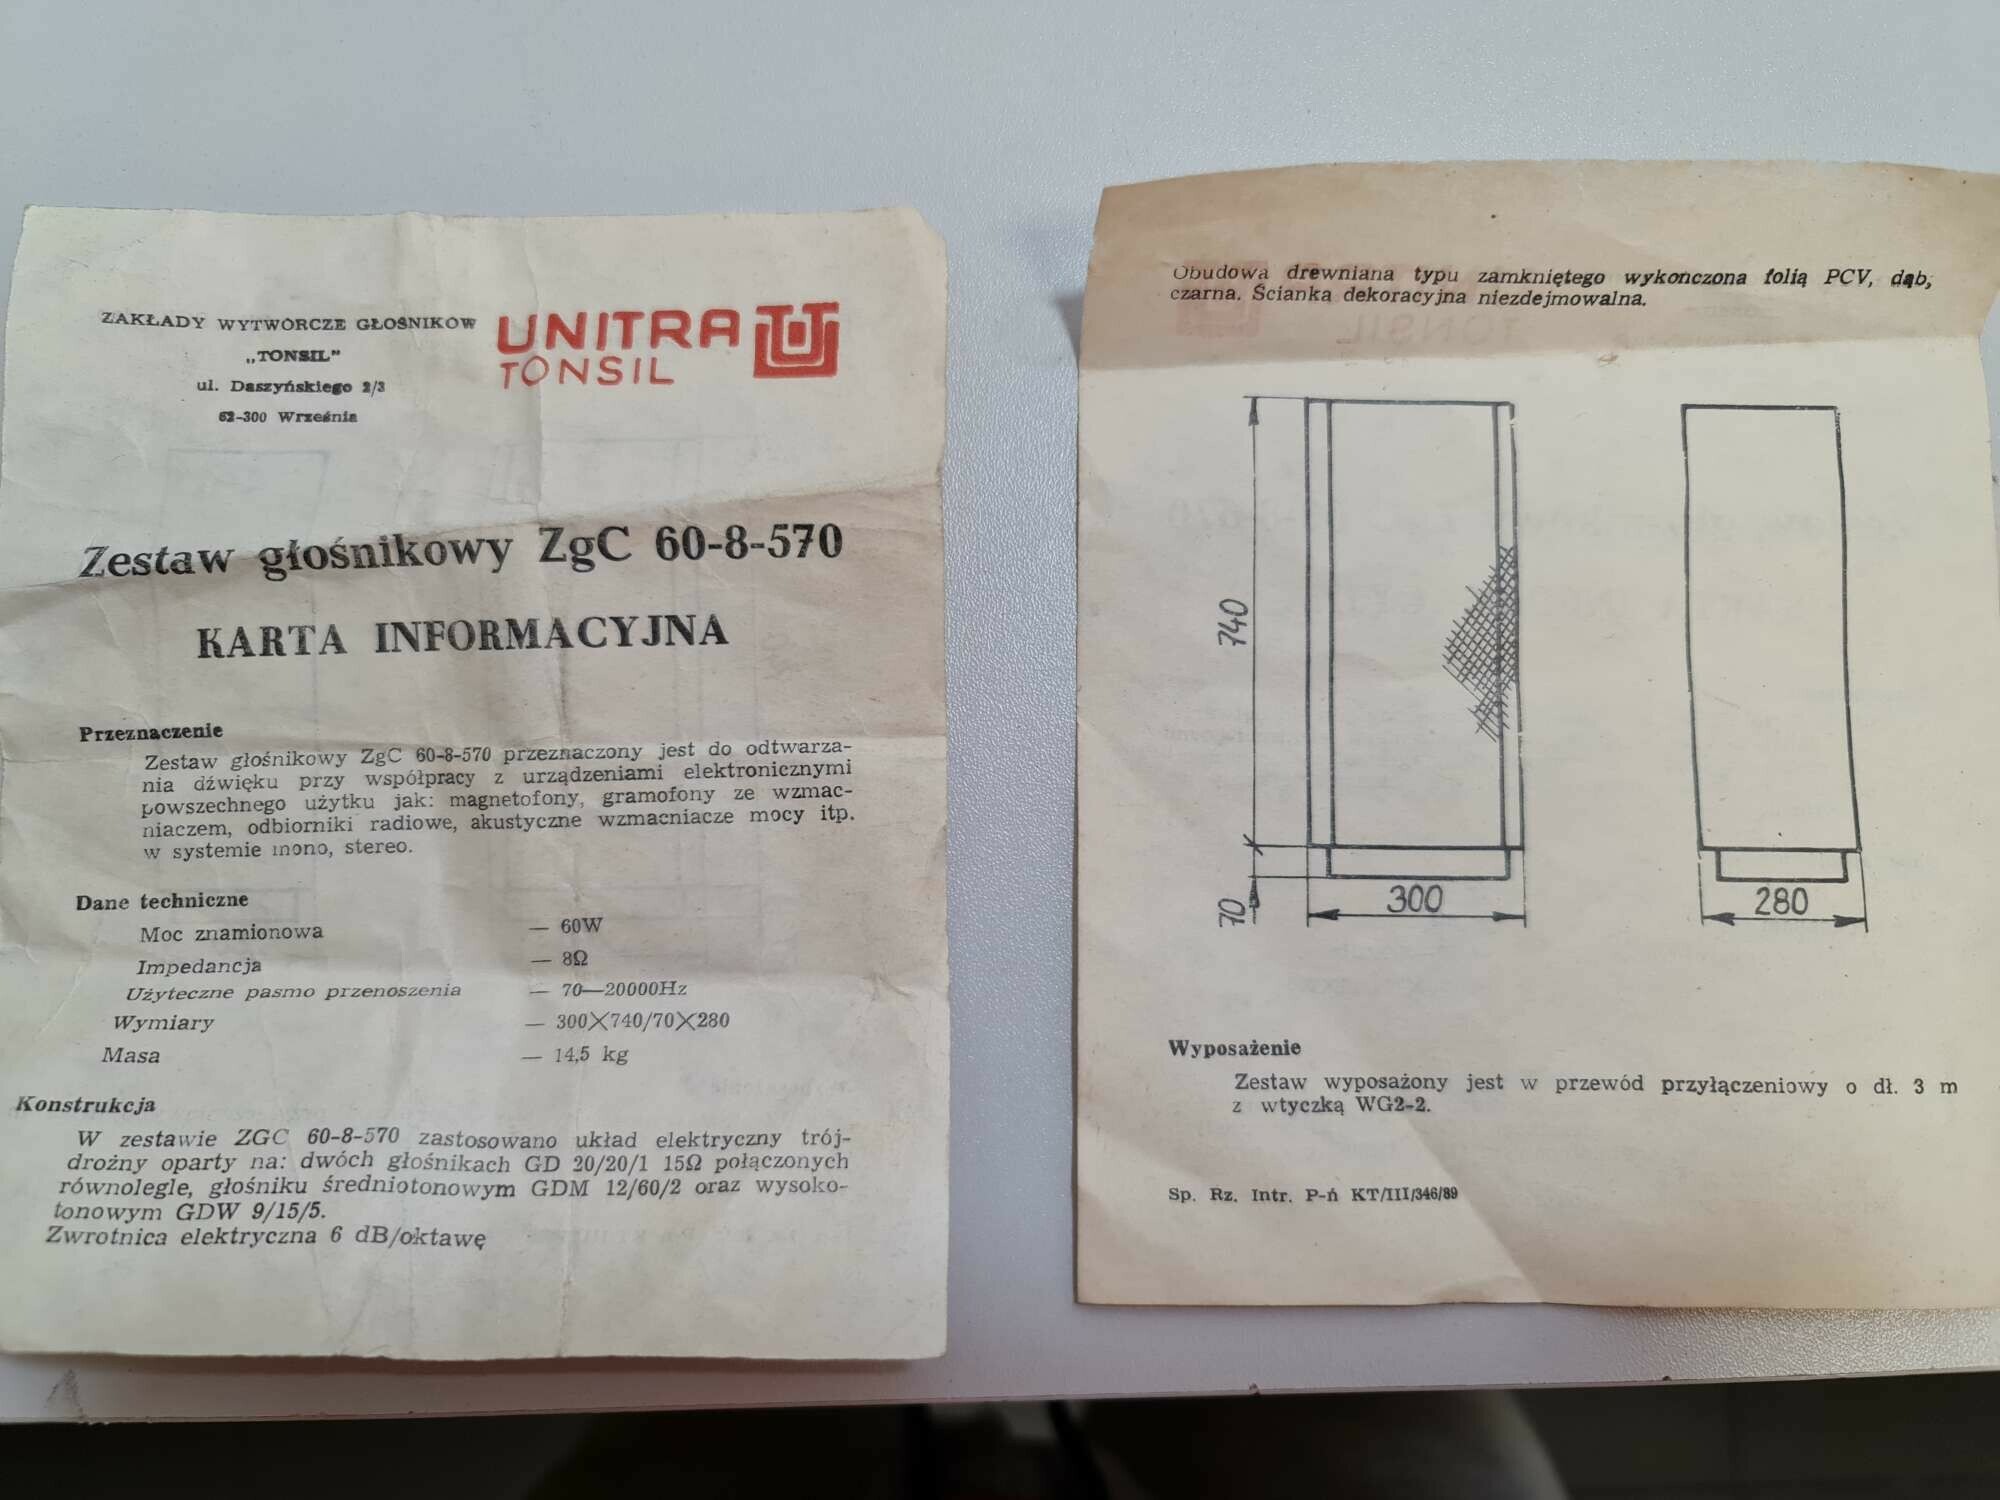 ZAKŁADY WYTWÓRCZE GŁOŚNIKÓW
„TONSIL"
ul. Daszyńskiego 2/3
62-300 Września
UNITRA
TONSIL
Zestaw głośnikowy ZgC 60-8-570
KARTA INFORMACYJNA
Przeznaczenie
Zestaw głośnikowy ZgC 60-8-570 przeznaczony jest do odtwarza-
nia dźwięku przy współpracy z urządzeniami elektronicznymi
powszechnego użytku jak: magnetofony, gramofony ze wzmac-
niaczem, odbiorniki radiowe, akustyczne wzmacniacze mocy itp.
w systemie mono, stereo.
Dane techniczne
Moc znamionowa — 60W
Impedancja — 8Ω
Użyteczne pasmo przenoszenia — 70—20000Hz
Wymiary — 300×740/70×280
Masa — 14,5 kg
Konstrukcja
W zestawie ZGC 60-8-570 zastosowano układ elektryczny trój-
drożny oparty na: dwóch głośnikach GD 20/20/1 15Ω połączonych
równolegle, głośniku średniotonowym GDM 12/60/2 oraz wysoko-
tonowym GDW 9/15/5.
Zwrotnica elektryczna 6 dB/oktawę
Obudowa drewniana typu zamkniętego wykończona folią PCV, dąb,
czarna. Ścianka dekoracyjna niezdejmowalna.
740
70
300
280
Wyposażenie
Zestaw wyposażony jest w przewód przyłączeniowy o dł. 3 m
z wtyczką WG2-2.
Sp. Rz. Intr. P-ń KT/III/346/89